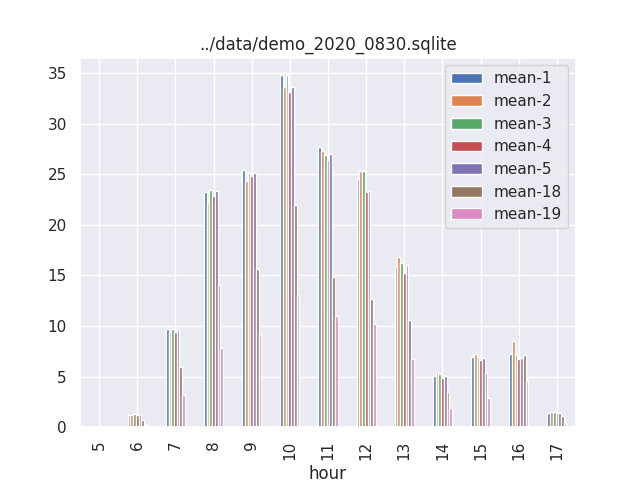 ../data/demo_2020_0830.sqlite
35
30
25
20
15
10
5
0
mean-1
mean-2
mean-3
mean-4
mean-5
mean-18
mean-19
5 6 7 8 9 10 11 12 13 14 15 16 17
hour